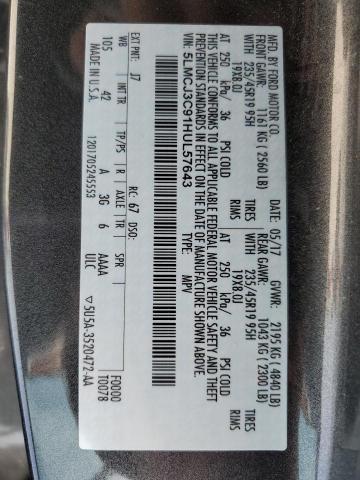 MFD. BY FORD MOTOR CO.
DATE: 05/17 GVWR: 2195 KG ( 4840 LB)
FRONT GAWR: 1161 KG ( 2560 LB) REAR GAWR: 1043 KG ( 2300 LB)
WITH TIRES WITH TIRES
235/45R19 95H 235/45R19 95H
19X8.0J RIMS 19X8.0J RIMS
AT 250 kPa/ 36 PSI COLD AT 250 kPa/ 36 PSI COLD
THIS VEHICLE CONFORMS TO ALL APPLICABLE FEDERAL MOTOR VEHICLE SAFETY AND THEFT
PREVENTION STANDARDS IN EFFECT ON THE DATE OF MANUFACTURE SHOWN ABOVE.
VIN: 5LMCJ3C91HUL57643 TYPE: MPV
EXT PNT: J7 RC: 67 DSO:
WB INT TR TP/PS R AXLE TR SPR
105 42 A 3G 6 AAAA
MADE IN U.S.A. ULC
1201705245553
5U5A-3520472-AA
F0000
T0078